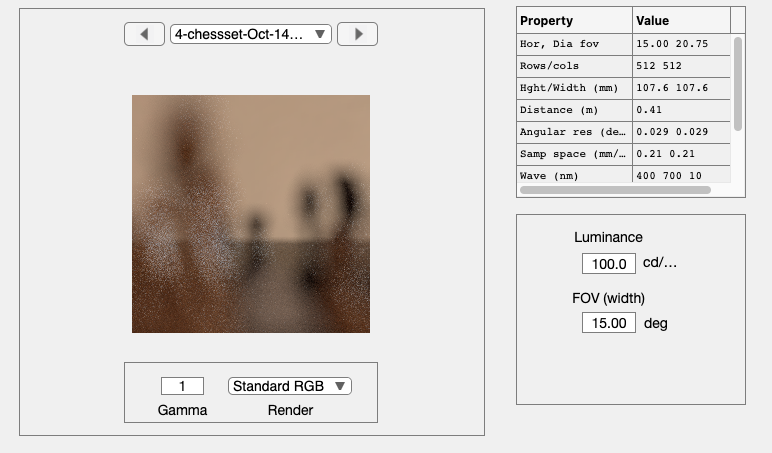 4-chessset-Oct-14...
1
Standard RGB
Gamma
Render
Property Value
Hor, Dia fov 15.00 20.75
Rows/cols 512 512
Hght/Width (mm) 107.6 107.6
Distance (m) 0.41
Angular res (de... 0.029 0.029
Samp space (mm/... 0.21 0.21
Wave (nm) 400 700 10
Luminance
100.0 cd/...
FOV (width)
15.00 deg